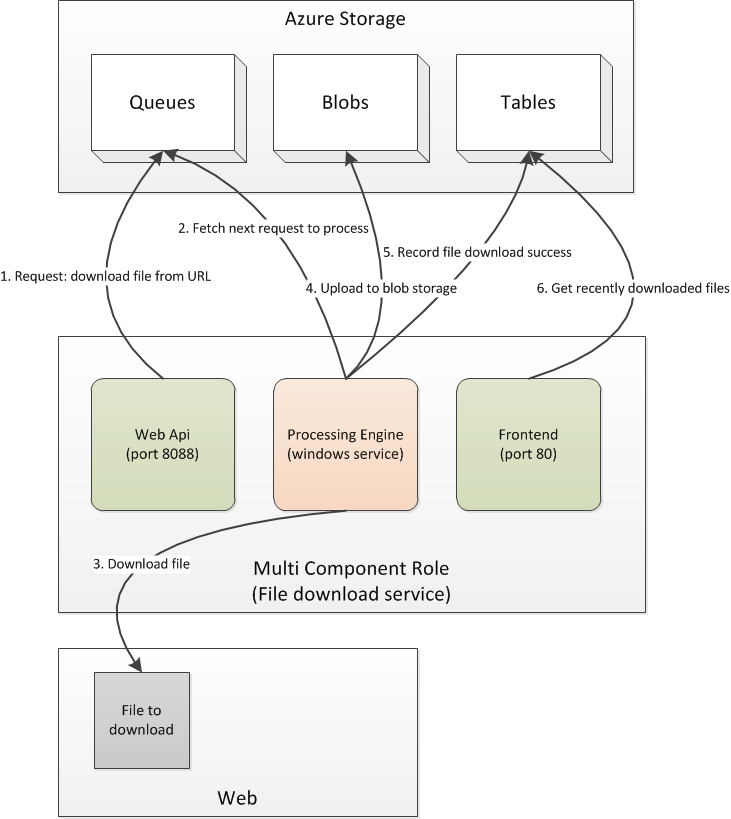 Azure Storage
Queues
Blobs
Tables
2. Fetch next request to process
5. Record file download success
1. Request: download file from URL
4. Upload to blob storage
6. Get recently downloaded files
Web Api
(port 8088)
Processing Engine
(windows service)
Frontend
(port 80)
3. Download file
Multi Component Role
(File download service)
File to
download
Web